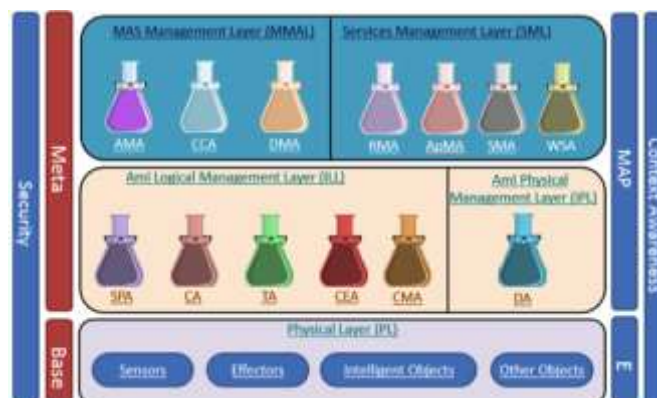 MAS Management Layer (MMAL)
Services Management Layer (SML)
AMA
CCA
DMA
RMA
ApMA
SMA
WSA
AmI Logical Management Layer (ILL)
AmI Physical
Management Layer (IPL)
SPA
CA
TA
CEA
CMA
DA
Physical Layer (PL)
Sensors
Effectors
Intelligent Objects
Other Objects
Security
Meta
Base
MAP
E
Context Awareness